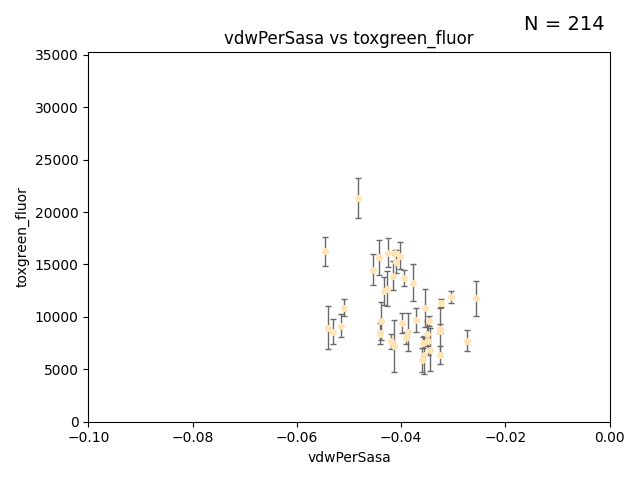 N = 214
vdwPerSasa vs toxgreen_fluor
35000
30000
25000
20000
15000
10000
5000
0
toxgreen_fluor
−0.10 −0.08 −0.06 −0.04 −0.02 0.00
vdwPerSasa